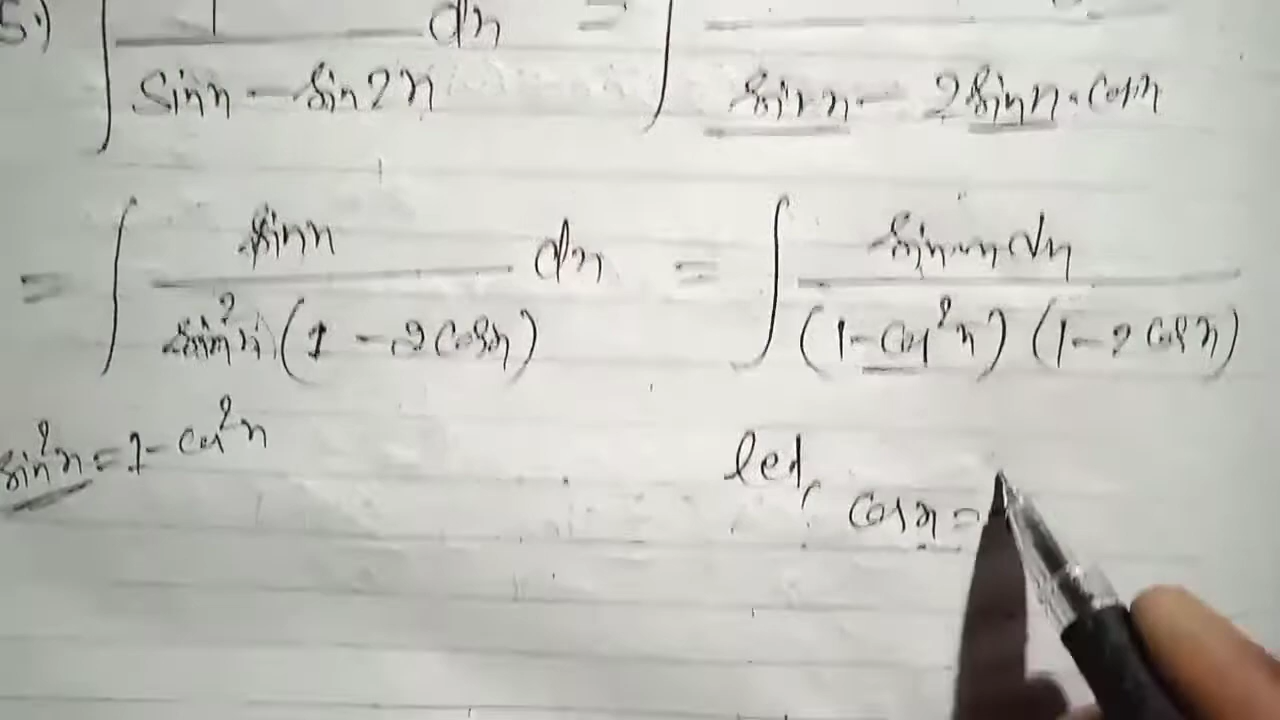 5.) ∫ 1/(sinx - sin2x) dx = ∫ /(sinx - 2sinx.cosx)
= ∫ sinx/(sin²x(1-2cosx)) dx = ∫ sinx dx/((1-cos²x)(1-2cosx))
sin²x = 1-cos²x
let, cosx =